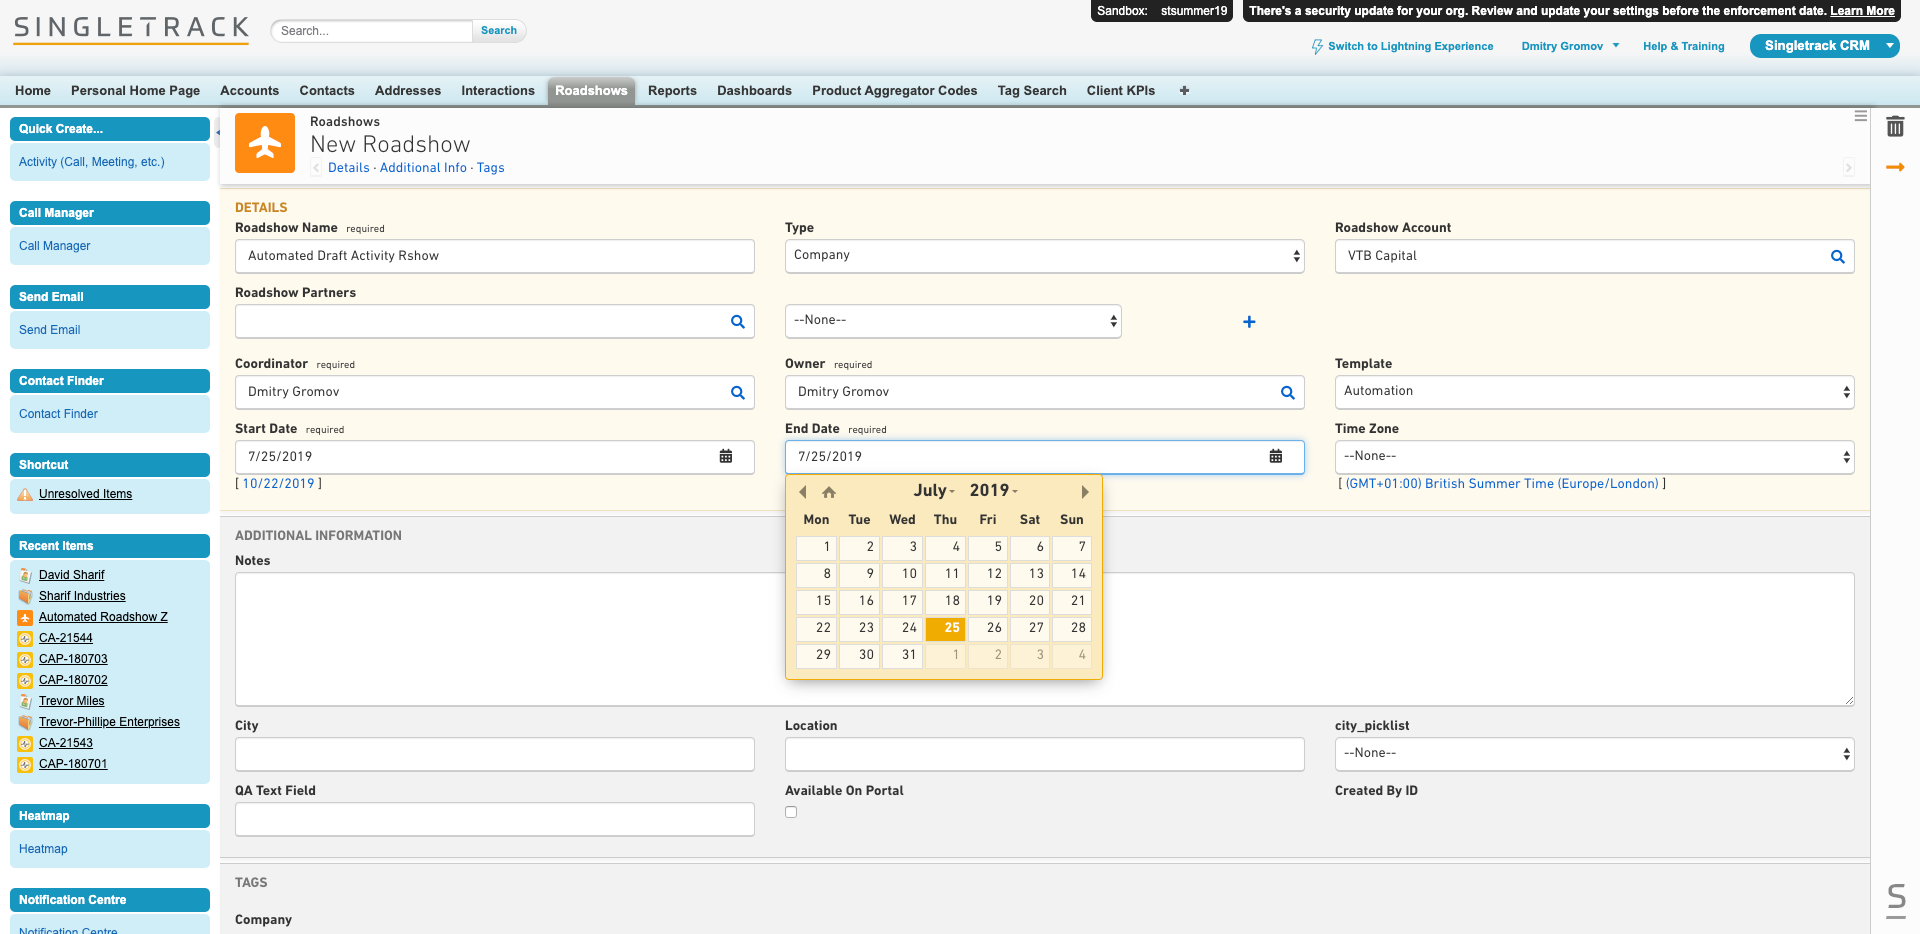 Sandbox: stsummer19
There's a security update for your org. Review and update your settings before the enforcement date. Learn More
SINGLETRACK
Search...
Search
Switch to Lightning Experience
Dmitry Gromov
Help & Training
Singletrack CRM
Home Personal Home Page Accounts Contacts Addresses Interactions Roadshows Reports Dashboards Product Aggregator Codes Tag Search Client KPIs +
Quick Create...
Activity (Call, Meeting, etc.)
Call Manager
Call Manager
Send Email
Send Email
Contact Finder
Contact Finder
Shortcut
Unresolved Items
Recent Items
David Sharif
Sharif Industries
Automated Roadshow Z
CA-21544
CAP-180703
CAP-180702
Trevor Miles
Trevor-Phillipe Enterprises
CA-21543
CAP-180701
Heatmap
Heatmap
Notification Centre
Notification Centre
Roadshows
New Roadshow
Details · Additional Info · Tags
DETAILS
Roadshow Name required
Automated Draft Activity Rshow
Type
Company
Roadshow Account
VTB Capital
Roadshow Partners
--None--
Coordinator required
Dmitry Gromov
Owner required
Dmitry Gromov
Template
Automation
Start Date required
7/25/2019
[ 10/22/2019 ]
End Date required
7/25/2019
Time Zone
--None--
[ (GMT+01:00) British Summer Time (Europe/London) ]
July 2019
Mon Tue Wed Thu Fri Sat Sun
1 2 3 4 5 6 7
8 9 10 11 12 13 14
15 16 17 18 19 20 21
22 23 24 25 26 27 28
29 30 31 1 2 3 4
ADDITIONAL INFORMATION
Notes
City
Location
city_picklist
--None--
QA Text Field
Available On Portal
Created By ID
TAGS
Company
S